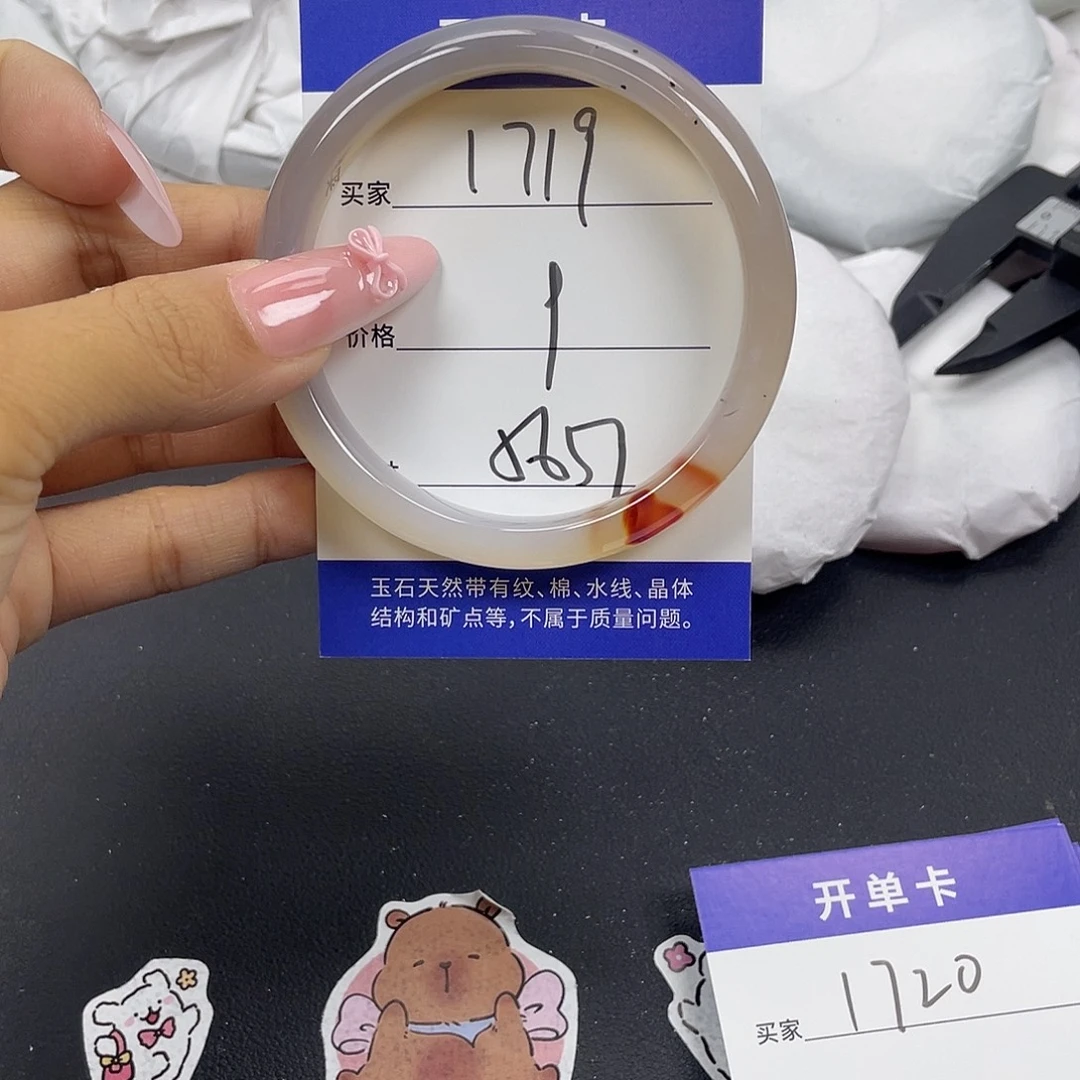 买家 1719
价格 1
玉石天然带有纹、棉、水线、晶体
结构和矿点等，不属于质量问题。
开单卡
买家 1720